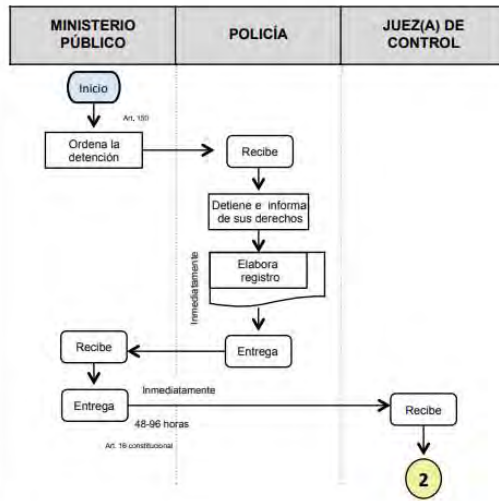 MINISTERIO
PÚBLICO
POLICÍA
JUEZ(A) DE
CONTROL
Inicio
Art. 150
Ordena la
detención
Recibe
Detiene e informa
de sus derechos
Inmediatamente
Elabora
registro
Entrega
Recibe
Entrega
Inmediatamente
48-96 horas
Art. 16 constitucional
Recibe
2